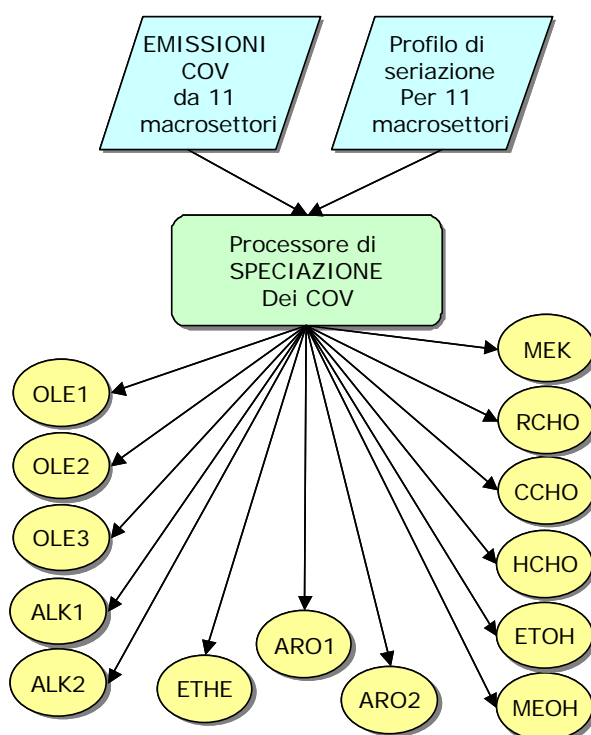 EMISSIONI
COV
da 11
macrosettori
Profilo di
seriazione
Per 11
macrosettori
Processore di
SPECIAZIONE
Dei COV
OLE1
OLE2
OLE3
ALK1
ALK2
ETHE
ARO1
ARO2
MEK
RCHO
CCHO
HCHO
ETOH
MEOH